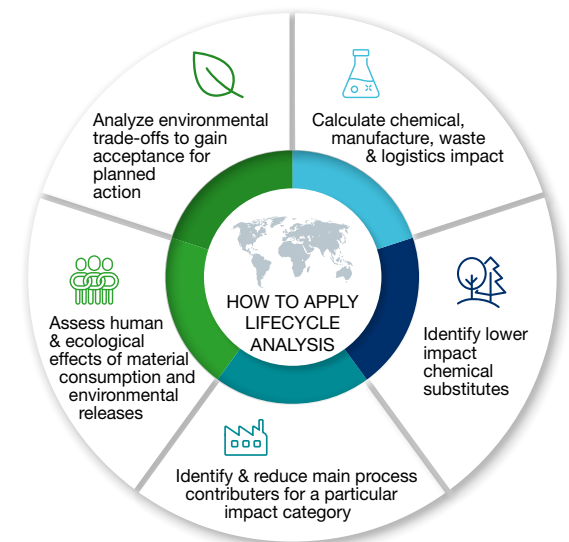 Analyze environmental
trade-offs to gain
acceptance for
planned
action
Calculate chemical,
manufacture, waste
& logistics impact
HOW TO APPLY
LIFECYCLE
ANALYSIS
Assess human
& ecological
effects of material
consumption and
environmental
releases
Identify lower
impact
chemical
substitutes
Identify & reduce main process
contributers for a particular
impact category